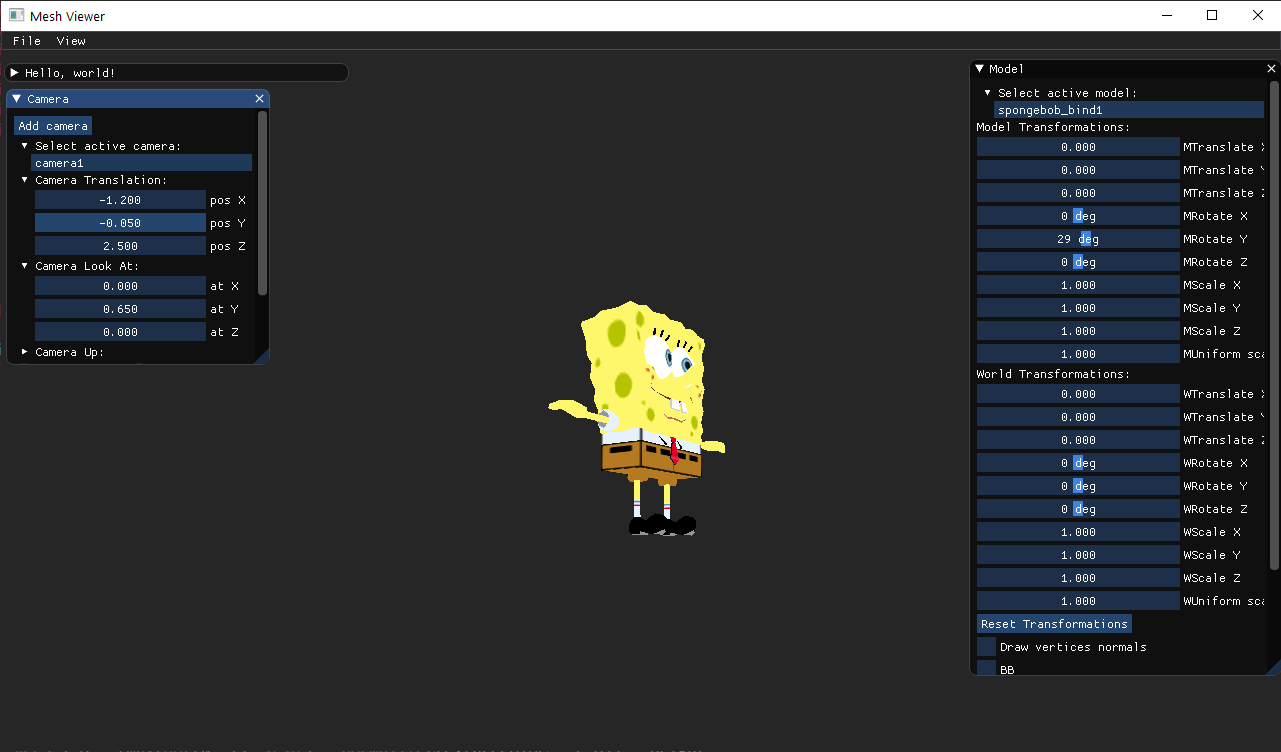 Mesh Viewer
File View
Hello, world!
Camera
Add camera
Select active camera:
camera1
Camera Translation:
-1.200 pos X
-0.050 pos Y
2.500 pos Z
Camera Look At:
0.000 at X
0.650 at Y
0.000 at Z
Camera Up:
Model
Select active model:
spongebob_bind1
Model Transformations:
0.000 MTranslate X
0.000 MTranslate Y
0.000 MTranslate Z
0 deg MRotate X
29 deg MRotate Y
0 deg MRotate Z
1.000 MScale X
1.000 MScale Y
1.000 MScale Z
1.000 MUniform sca
World Transformations:
0.000 WTranslate X
0.000 WTranslate Y
0.000 WTranslate Z
0 deg WRotate X
0 deg WRotate Y
0 deg WRotate Z
1.000 WScale X
1.000 WScale Y
1.000 WScale Z
1.000 WUniform sca
Reset Transformations
Draw vertices normals
BB